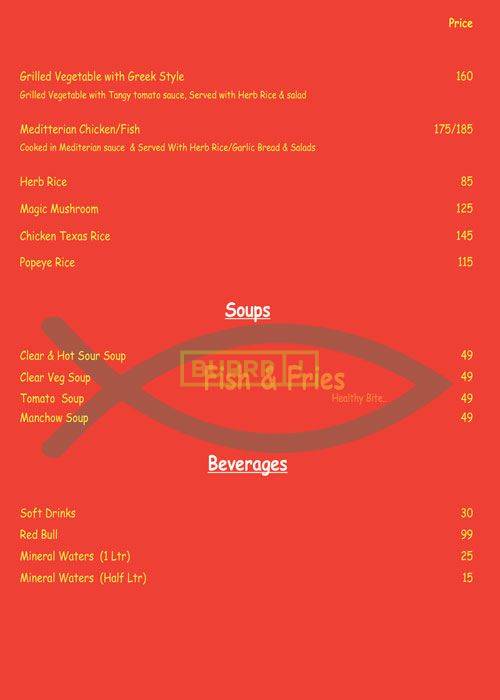 Price
Grilled Vegetable with Greek Style 160
Grilled Vegetable with Tangy tomato sauce, Served with Herb Rice & salad
Meditterian Chicken/Fish 175/185
Cooked in Mediterian sauce & Served With Herb Rice/Garlic Bread & Salads
Herb Rice 85
Magic Mushroom 125
Chicken Texas Rice 145
Popeye Rice 115
Soups
Clear & Hot Sour Soup 49
Clear Veg Soup 49
Fish & Fries
Tomato Soup 49
Healthy Bite...
Manchow Soup 49
Beverages
Soft Drinks 30
Red Bull 99
Mineral Waters (1 Ltr) 25
Mineral Waters (Half Ltr) 15